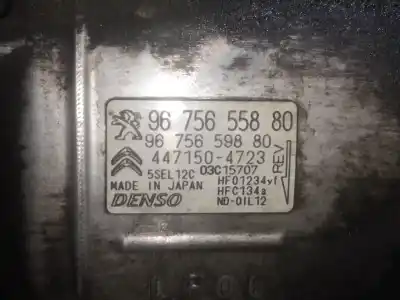 96 756 558 80
96 756 598 80
447150-4723
5SEL12C 03C15707
MADE IN JAPAN HFO1234yf
HFC134a
DENSO ND-OIL12
REV